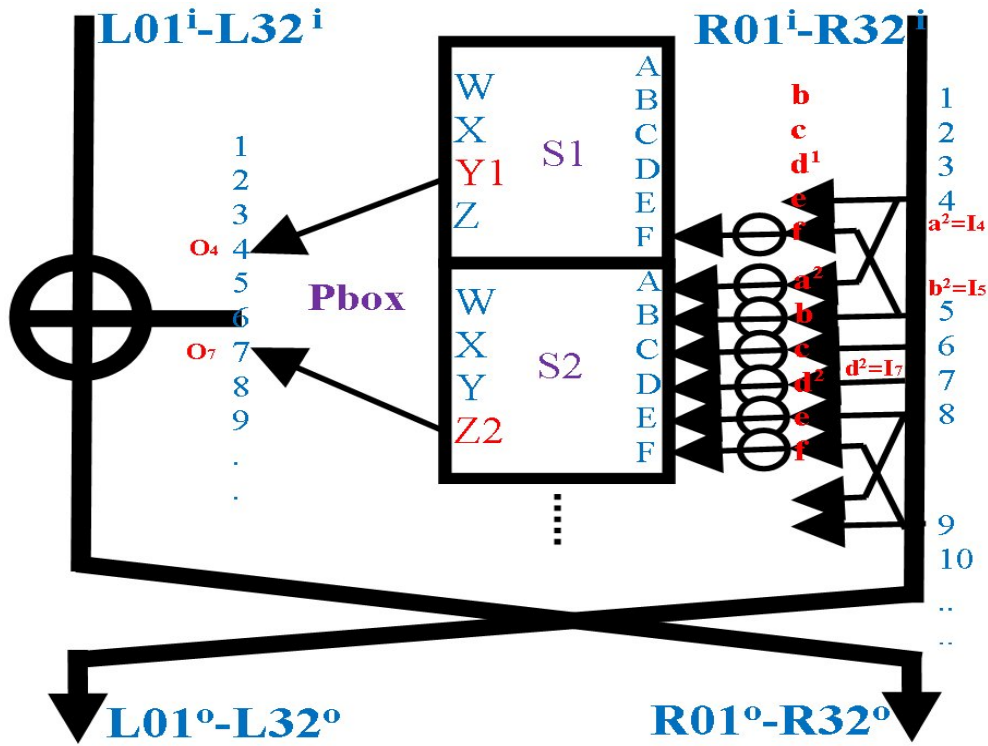 L01ⁱ-L32ⁱ
R01ⁱ-R32ⁱ
1
2
3
4
5
6
7
8
9
.
.
O₄
O₇
Pbox
W
X
Y1
Z
S1
A
B
C
D
E
F
W
X
Y
Z2
S2
A
B
C
D
E
F
b
c
d¹
e
f
a²
b
c
d²
e
f
a²=I₄
b²=I₅
d²=I₇
1
2
3
4
5
6
7
8
9
10
..
..
L01ᵒ-L32ᵒ
R01ᵒ-R32ᵒ